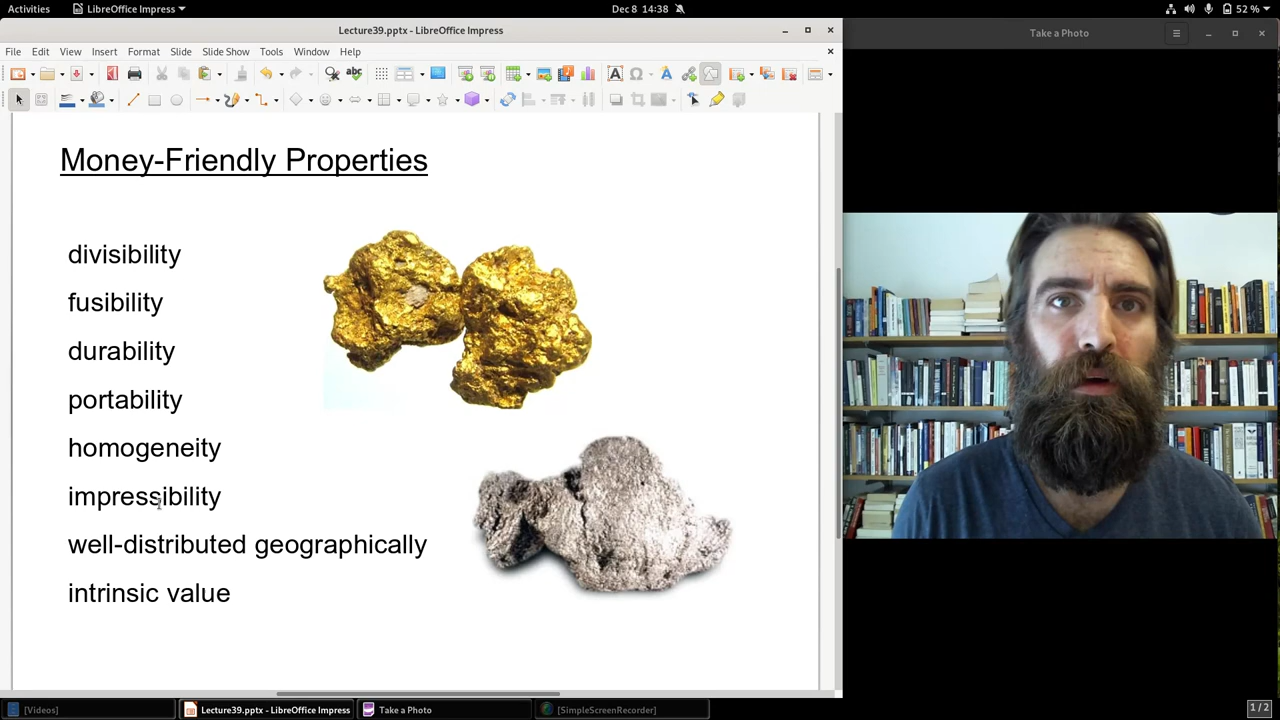 Activities
LibreOffice Impress
Dec 8 14:38
52 %
Lecture39.pptx - LibreOffice Impress
Take a Photo
File Edit View Insert Format Slide Slide Show Tools Window Help
Money-Friendly Properties
divisibility
fusibility
durability
portability
homogeneity
impressibility
well-distributed geographically
intrinsic value
[Videos]
Lecture39.pptx - LibreOffice Impress
Take a Photo
[SimpleScreenRecorder]
1 / 2